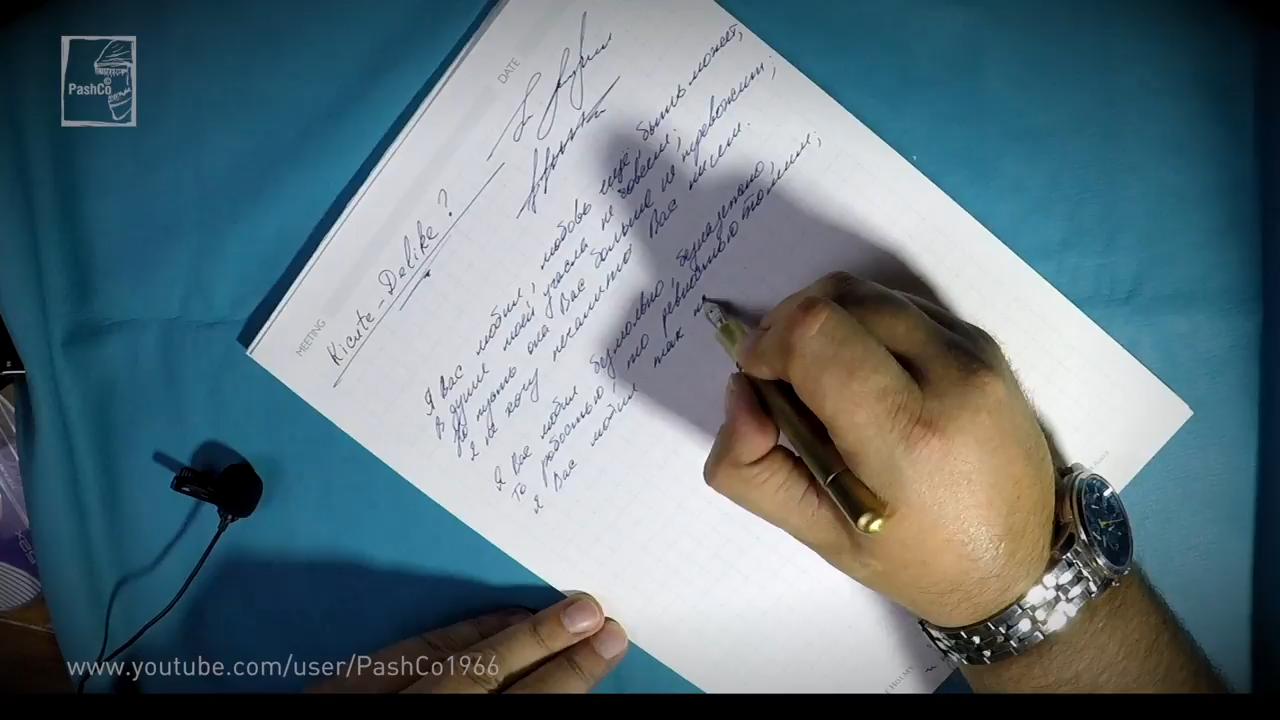 PashCo
©
DATE
MEETING
Kicute - Delike ?
Я Вас любил, любовь ещё, быть может,
В душе моей угасла не совсем;
Но пусть она Вас больше не тревожит;
Я не хочу печалить Вас ничем.
Я Вас любил безмолвно, безнадежно,
То робостью, то ревностью томим;
Я Вас любил так
www.youtube.com/user/PashCo1966